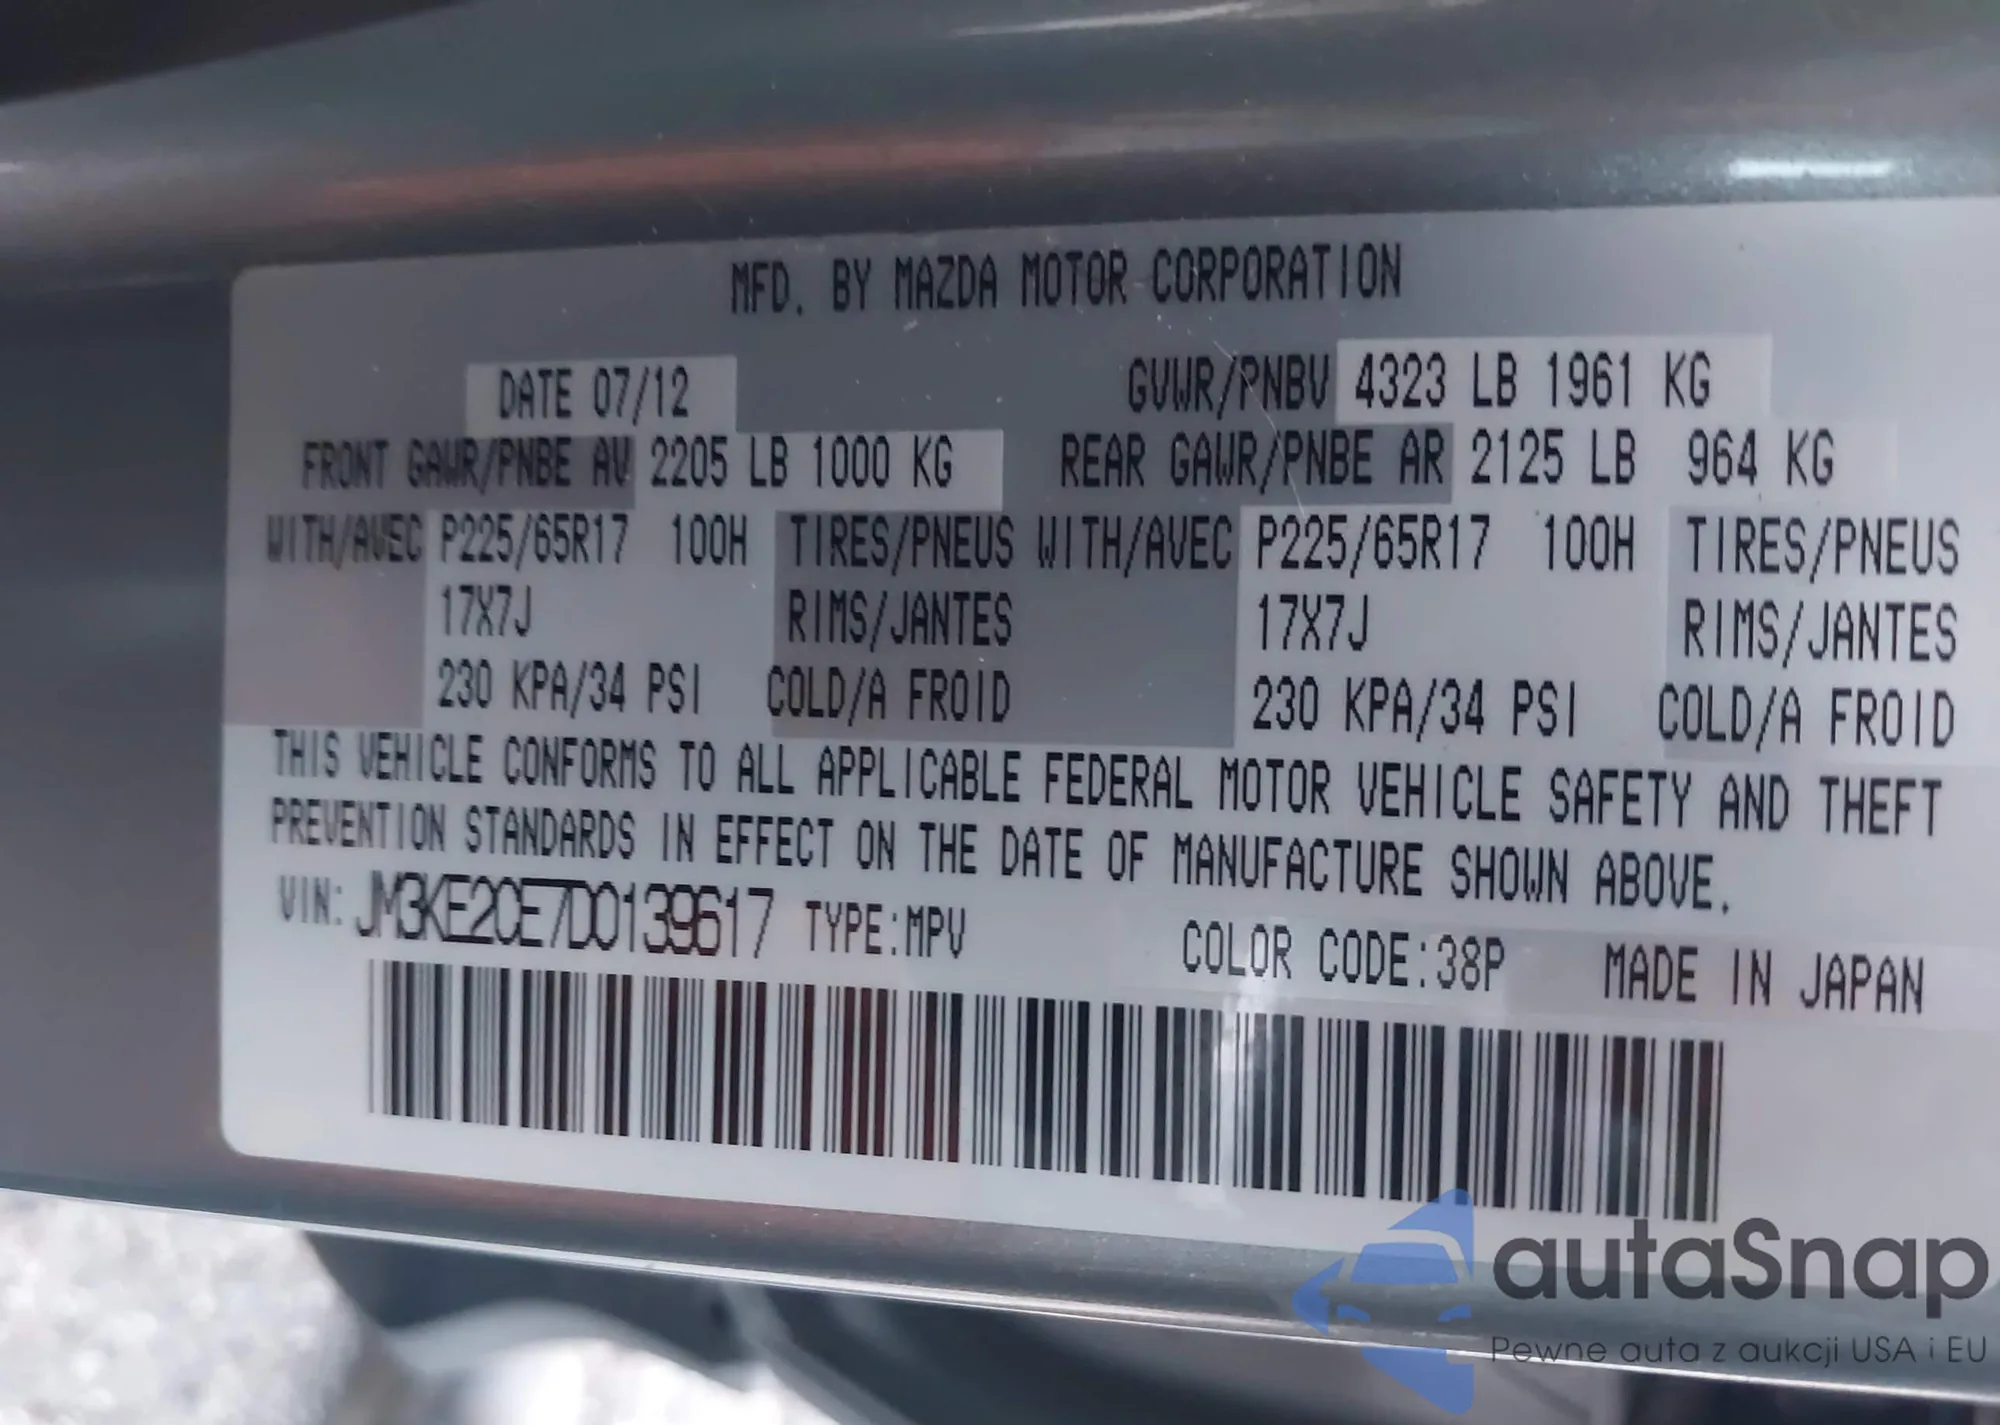 MFD. BY MAZDA MOTOR CORPORATION
DATE 07/12 GVWR/PNBV 4323 LB 1961 KG
FRONT GAWR/PNBE AV 2205 LB 1000 KG REAR GAWR/PNBE AR 2125 LB 964 KG
WITH/AVEC P225/65R17 100H TIRES/PNEUS WITH/AVEC P225/65R17 100H TIRES/PNEUS
17X7J RIMS/JANTES 17X7J RIMS/JANTES
230 KPA/34 PSI COLD/A FROID 230 KPA/34 PSI COLD/A FROID
THIS VEHICLE CONFORMS TO ALL APPLICABLE FEDERAL MOTOR VEHICLE SAFETY AND THEFT
PREVENTION STANDARDS IN EFFECT ON THE DATE OF MANUFACTURE SHOWN ABOVE.
VIN: JM3KE2CE7D0139617 TYPE:MPV COLOR CODE:38P MADE IN JAPAN
autaSnap
Pewne auta z aukcji USA i EU